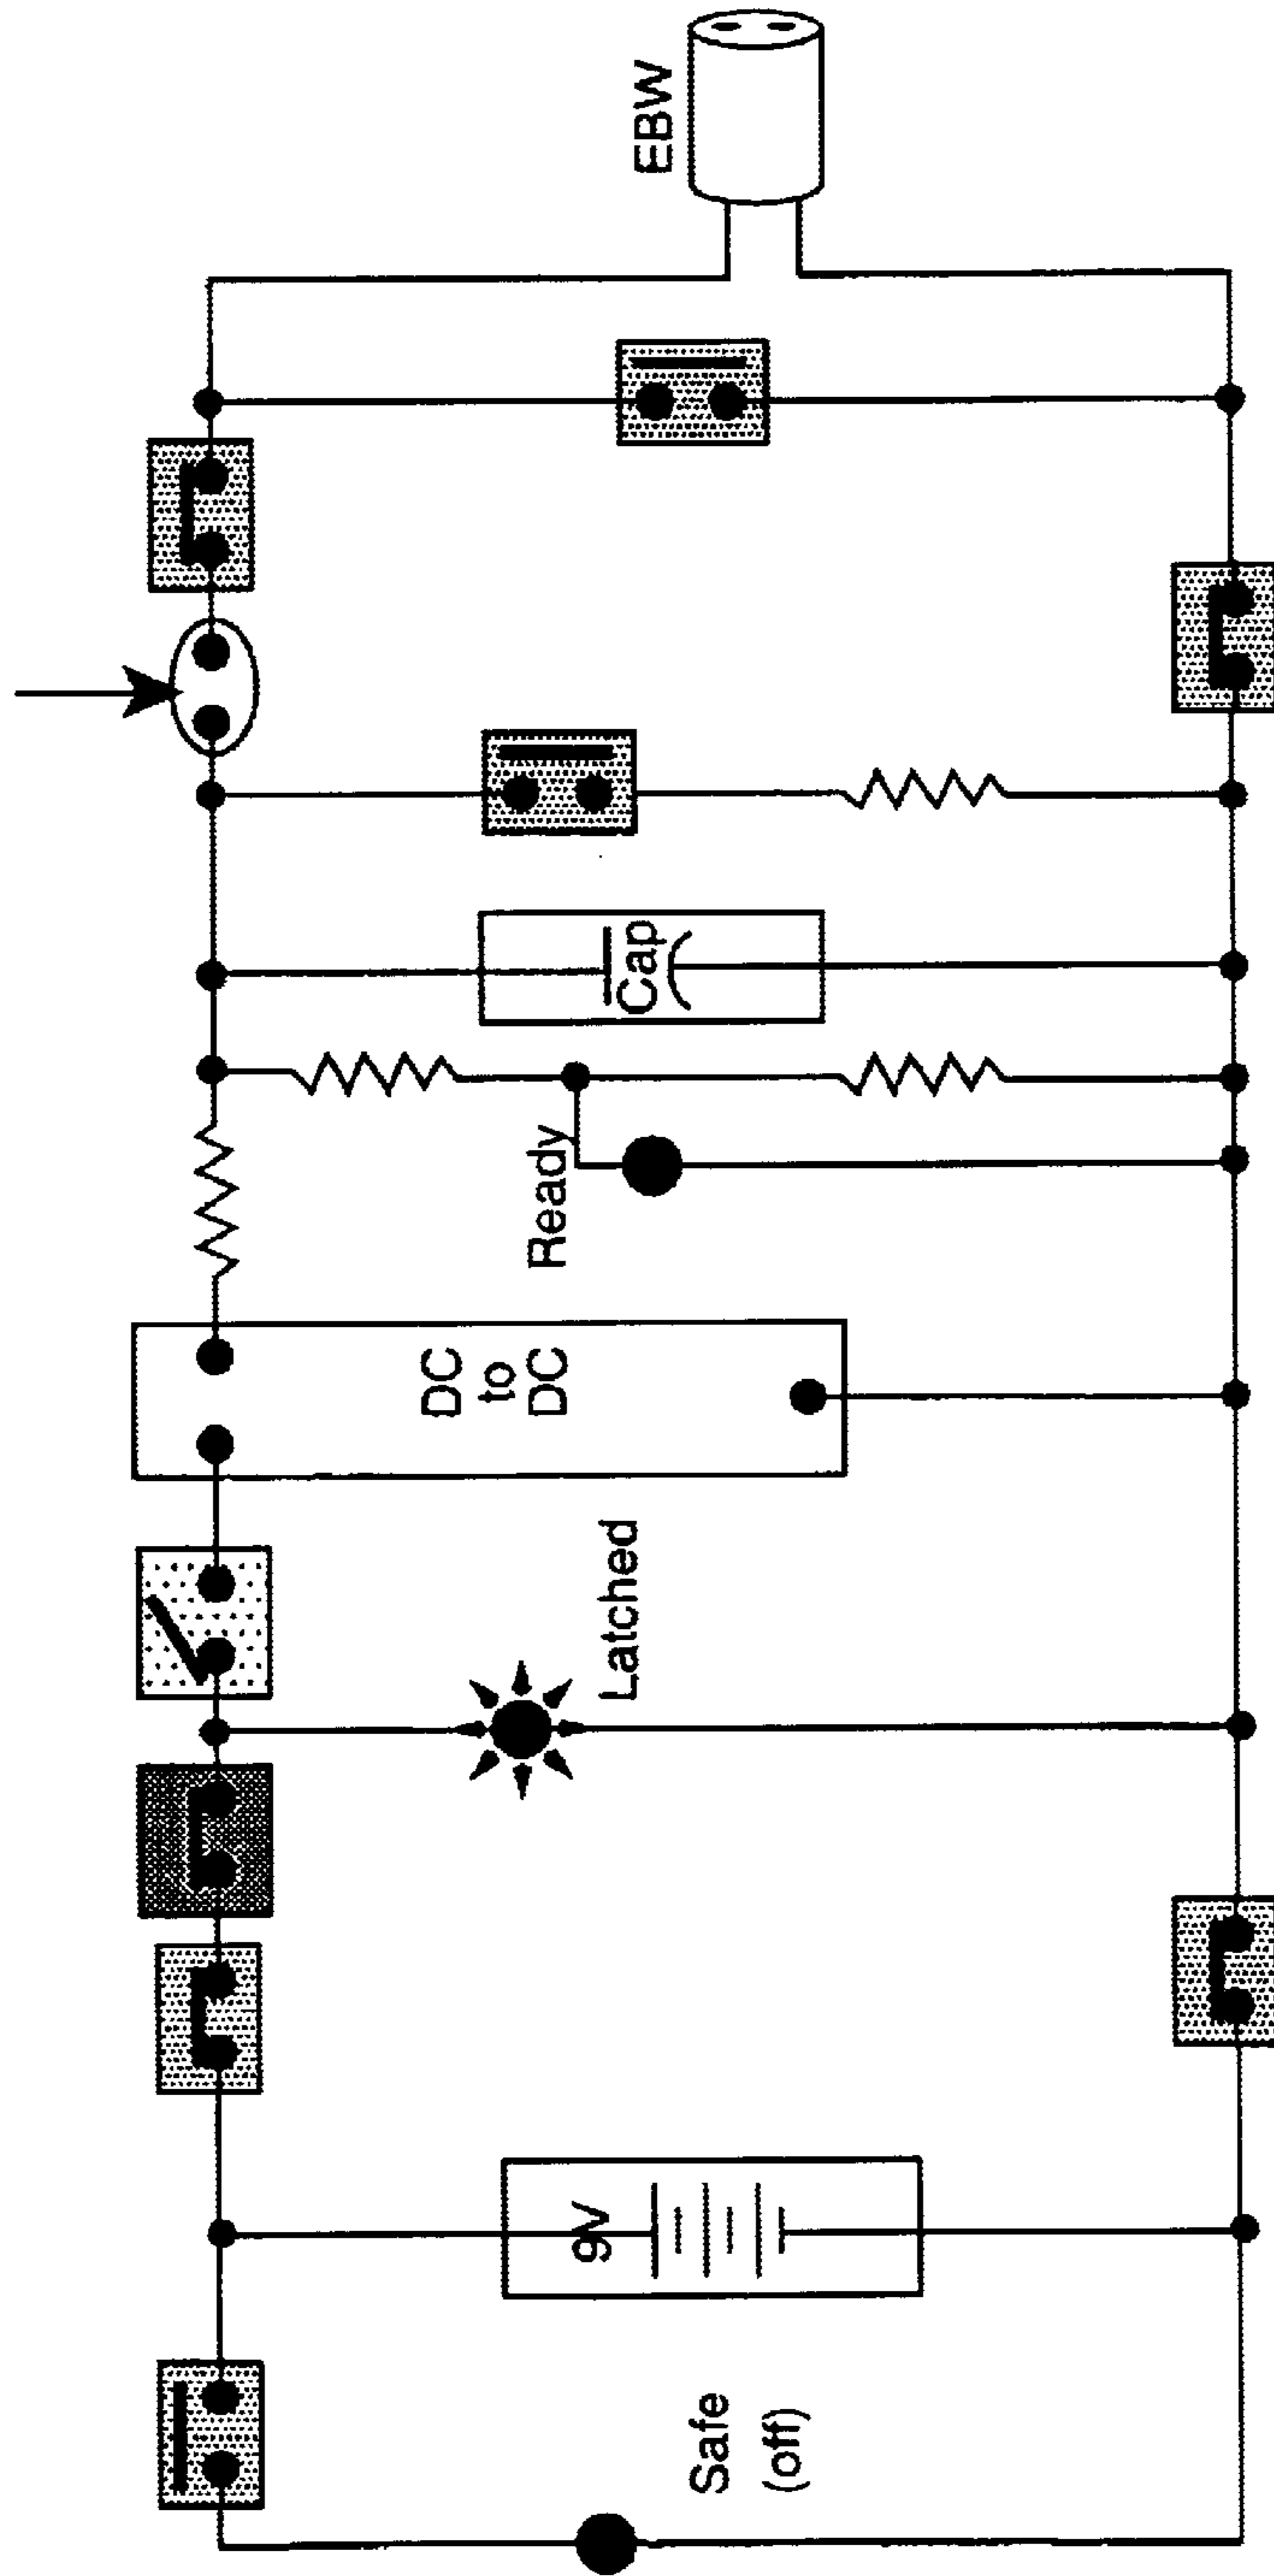 Safe
(off)
9V
Latched
DC
to
DC
Ready
Cap
EBW